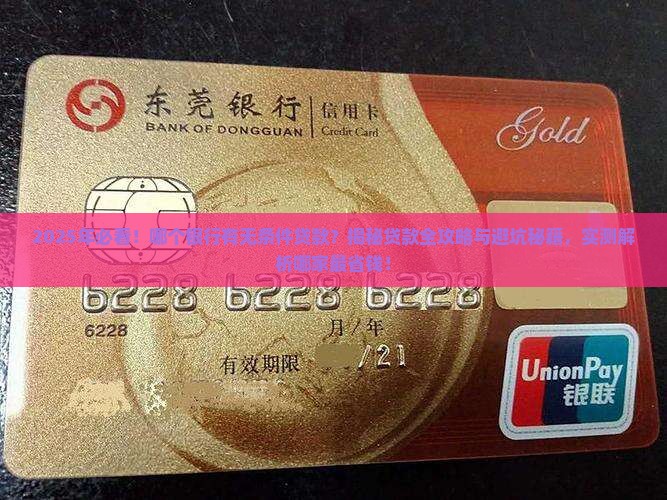 东莞银行 信用卡
BANK OF DONGGUAN Credit Card
Gold
2025年必看！哪个银行有无条件贷款？揭秘贷款全攻略与避坑秘籍，实测解
析哪家最省钱！
6228 6228 6228
6228
月/年
有效期限 /21
UnionPay
银联